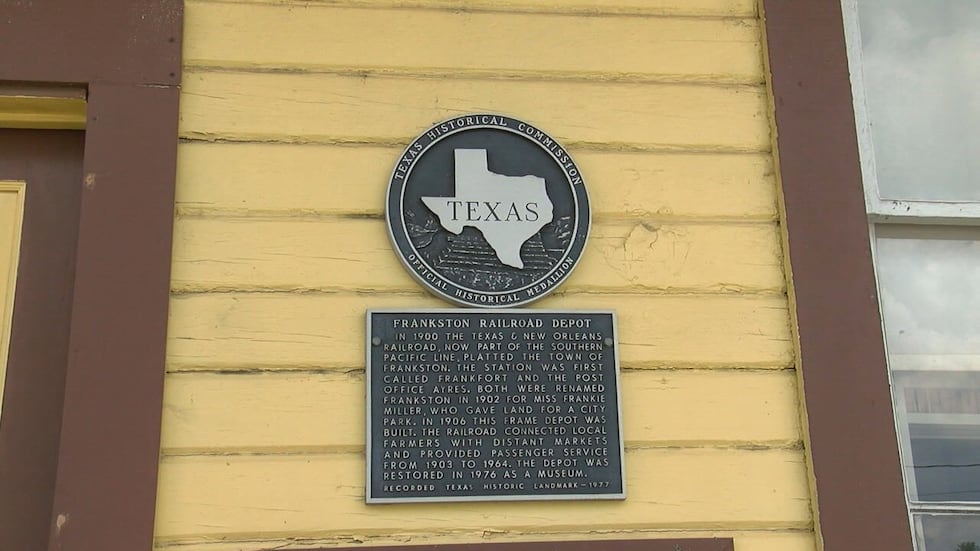 TEXAS HISTORICAL COMMISSION
TEXAS
OFFICIAL HISTORICAL MEDALLION
FRANKSTON RAILROAD DEPOT
IN 1900 THE TEXAS & NEW ORLEANS
RAILROAD, NOW PART OF THE SOUTHERN
PACIFIC LINE, PLATTED THE TOWN OF
FRANKSTON. THE STATION WAS FIRST
CALLED FRANKFORT AND THE POST
OFFICE AYRES. BOTH WERE RENAMED
FRANKSTON IN 1902 FOR MISS FRANKIE
MILLER, WHO GAVE LAND FOR A CITY
PARK. IN 1906 THIS FRAME DEPOT WAS
BUILT. THE RAILROAD CONNECTED LOCAL
FARMERS WITH DISTANT MARKETS
AND PROVIDED PASSENGER SERVICE
FROM 1903 TO 1964. THE DEPOT WAS
RESTORED IN 1976 AS A MUSEUM.
RECORDED TEXAS HISTORIC LANDMARK - 1977